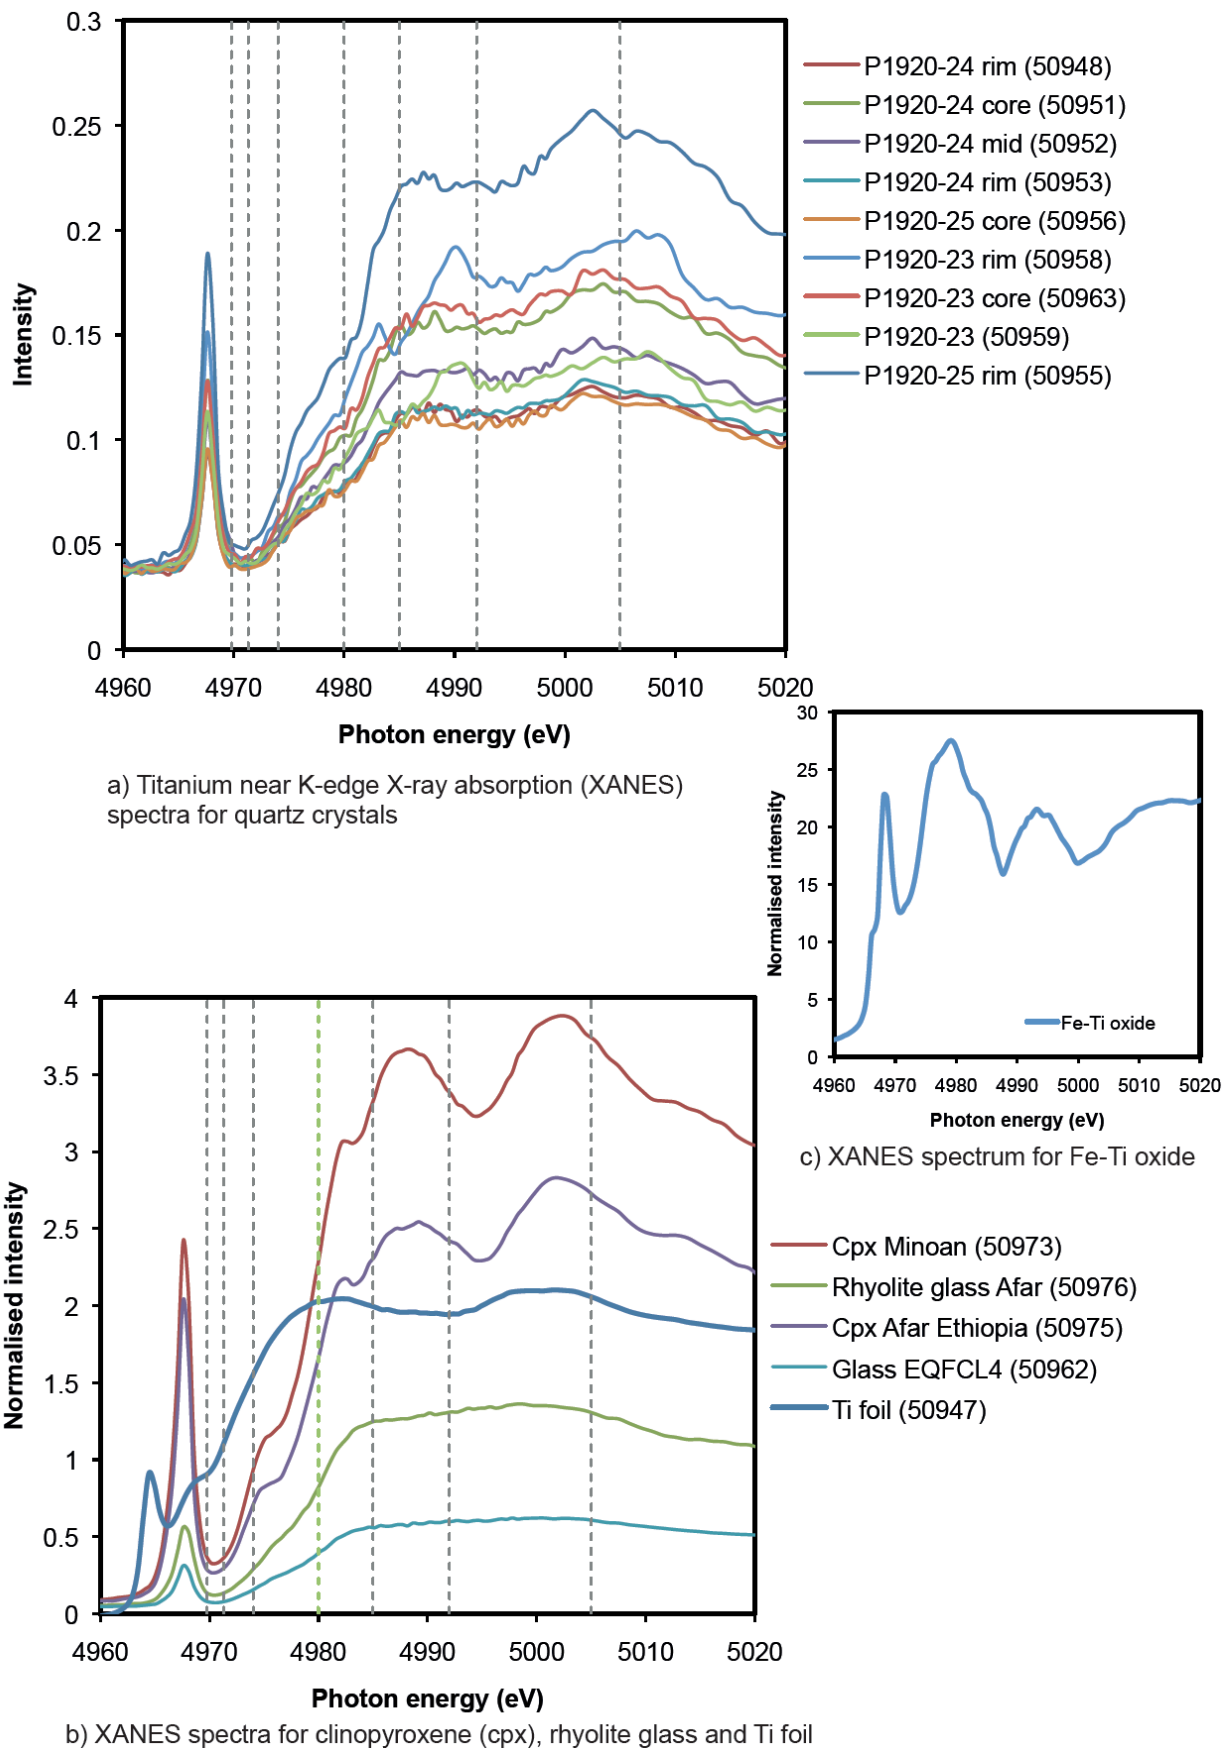 0.3
0.25
0.2
0.15
0.1
0.05
0
Intensity
4960 4970 4980 4990 5000 5010 5020
Photon energy (eV)
P1920-24 rim (50948)
P1920-24 core (50951)
P1920-24 mid (50952)
P1920-24 rim (50953)
P1920-25 core (50956)
P1920-23 rim (50958)
P1920-23 core (50963)
P1920-23 (50959)
P1920-25 rim (50955)
a) Titanium near K-edge X-ray absorption (XANES)
spectra for quartz crystals
30
25
20
15
10
5
0
Normalised intensity
Fe-Ti oxide
4960 4970 4980 4990 5000 5010 5020
Photon energy (eV)
c) XANES spectrum for Fe-Ti oxide
4
3.5
3
2.5
2
1.5
1
0.5
0
Normalised intensity
4960 4970 4980 4990 5000 5010 5020
Photon energy (eV)
Cpx Minoan (50973)
Rhyolite glass Afar (50976)
Cpx Afar Ethiopia (50975)
Glass EQFCL4 (50962)
Ti foil (50947)
b) XANES spectra for clinopyroxene (cpx), rhyolite glass and Ti foil